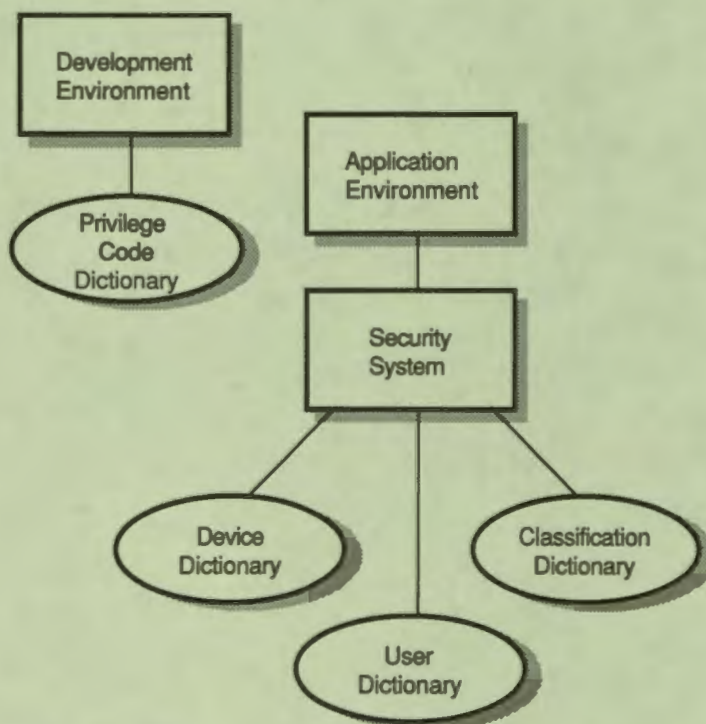 Development
Environment
Privilege
Code
Dictionary
Application
Environment
Security
System
Device
Dictionary
Classification
Dictionary
User
Dictionary